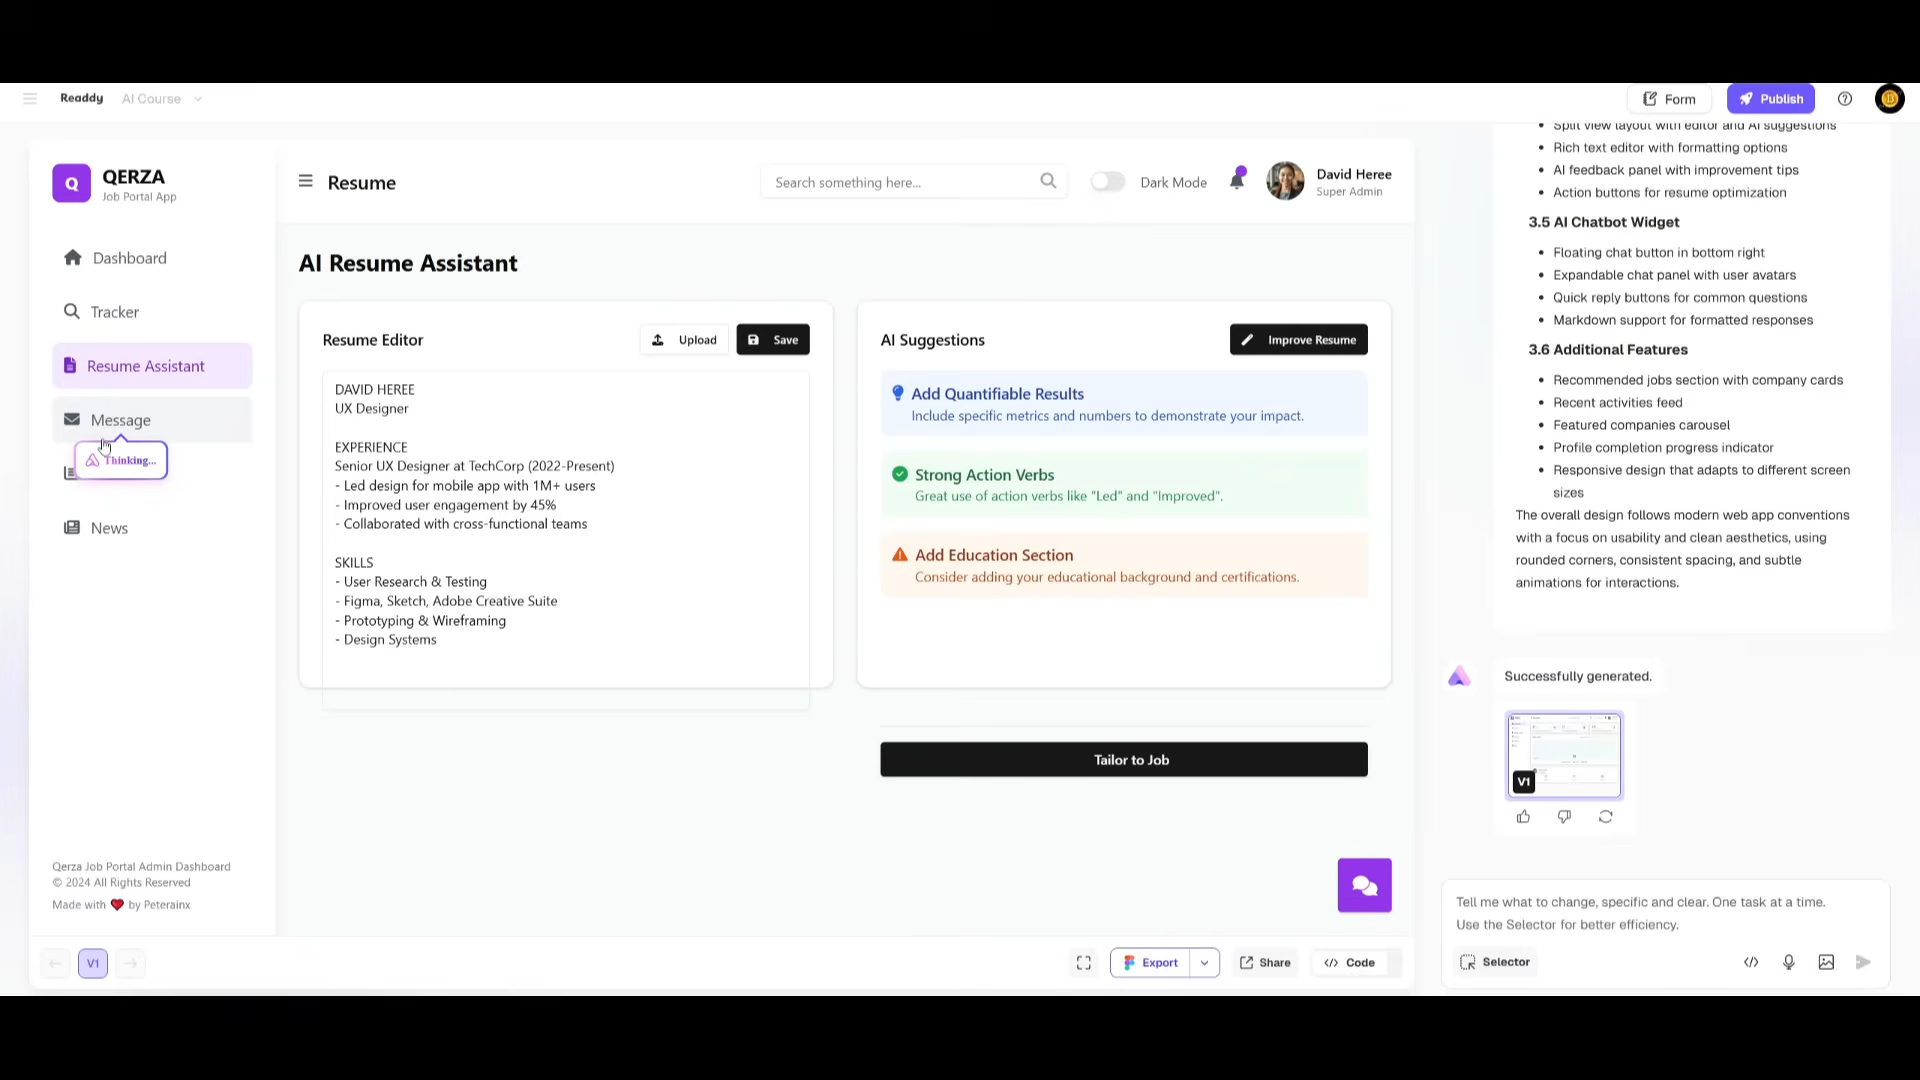 Readdy AI Course
Form
Publish
Q
QERZA
Job Portal App
Resume
Search something here...
Dark Mode
David Heree
Super Admin
Dashboard
Tracker
Resume Assistant
Message
Thinking...
News
Qerza Job Portal Admin Dashboard
© 2024 All Rights Reserved
Made with ❤ by Peterainx
AI Resume Assistant
Resume Editor
Upload
Save
DAVID HEREE
UX Designer
EXPERIENCE
Senior UX Designer at TechCorp (2022-Present)
- Led design for mobile app with 1M+ users
- Improved user engagement by 45%
- Collaborated with cross-functional teams
SKILLS
- User Research & Testing
- Figma, Sketch, Adobe Creative Suite
- Prototyping & Wireframing
- Design Systems
AI Suggestions
Improve Resume
Add Quantifiable Results
Include specific metrics and numbers to demonstrate your impact.
Strong Action Verbs
Great use of action verbs like "Led" and "Improved".
Add Education Section
Consider adding your educational background and certifications.
Tailor to Job
V1
Export
Share
</> Code
• Split view layout with editor and AI suggestions
• Rich text editor with formatting options
• AI feedback panel with improvement tips
• Action buttons for resume optimization
3.5 AI Chatbot Widget
• Floating chat button in bottom right
• Expandable chat panel with user avatars
• Quick reply buttons for common questions
• Markdown support for formatted responses
3.6 Additional Features
• Recommended jobs section with company cards
• Recent activities feed
• Featured companies carousel
• Profile completion progress indicator
• Responsive design that adapts to different screen
sizes
The overall design follows modern web app conventions
with a focus on usability and clean aesthetics, using
rounded corners, consistent spacing, and subtle
animations for interactions.
Successfully generated.
V1
Tell me what to change, specific and clear. One task at a time.
Use the Selector for better efficiency.
Selector